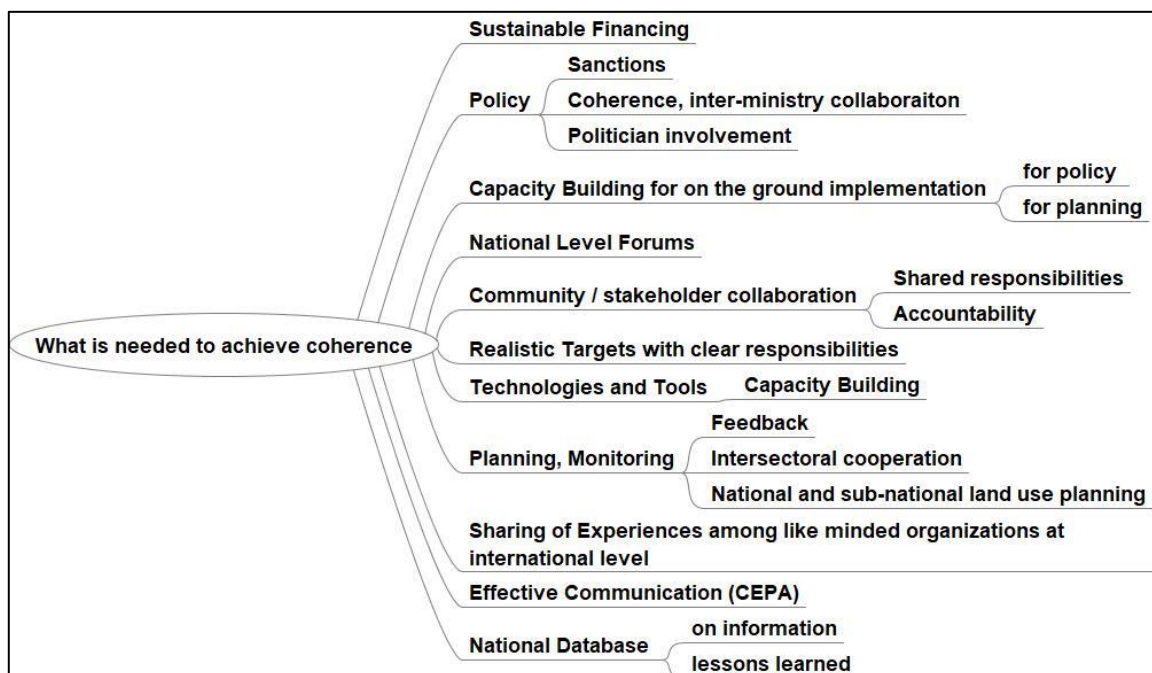 Sustainable Financing
Sanctions
Policy
Coherence, inter-ministry collaboraiton
Politician involvement
Capacity Building for on the ground implementation
for policy
for planning
National Level Forums
Community / stakeholder collaboration
Shared responsibilities
Accountability
What is needed to achieve coherence
Realistic Targets with clear responsibilities
Technologies and Tools
Capacity Building
Planning, Monitoring
Feedback
Intersectoral cooperation
National and sub-national land use planning
Sharing of Experiences among like minded organizations at
international level
Effective Communication (CEPA)
National Database
on information
lessons learned